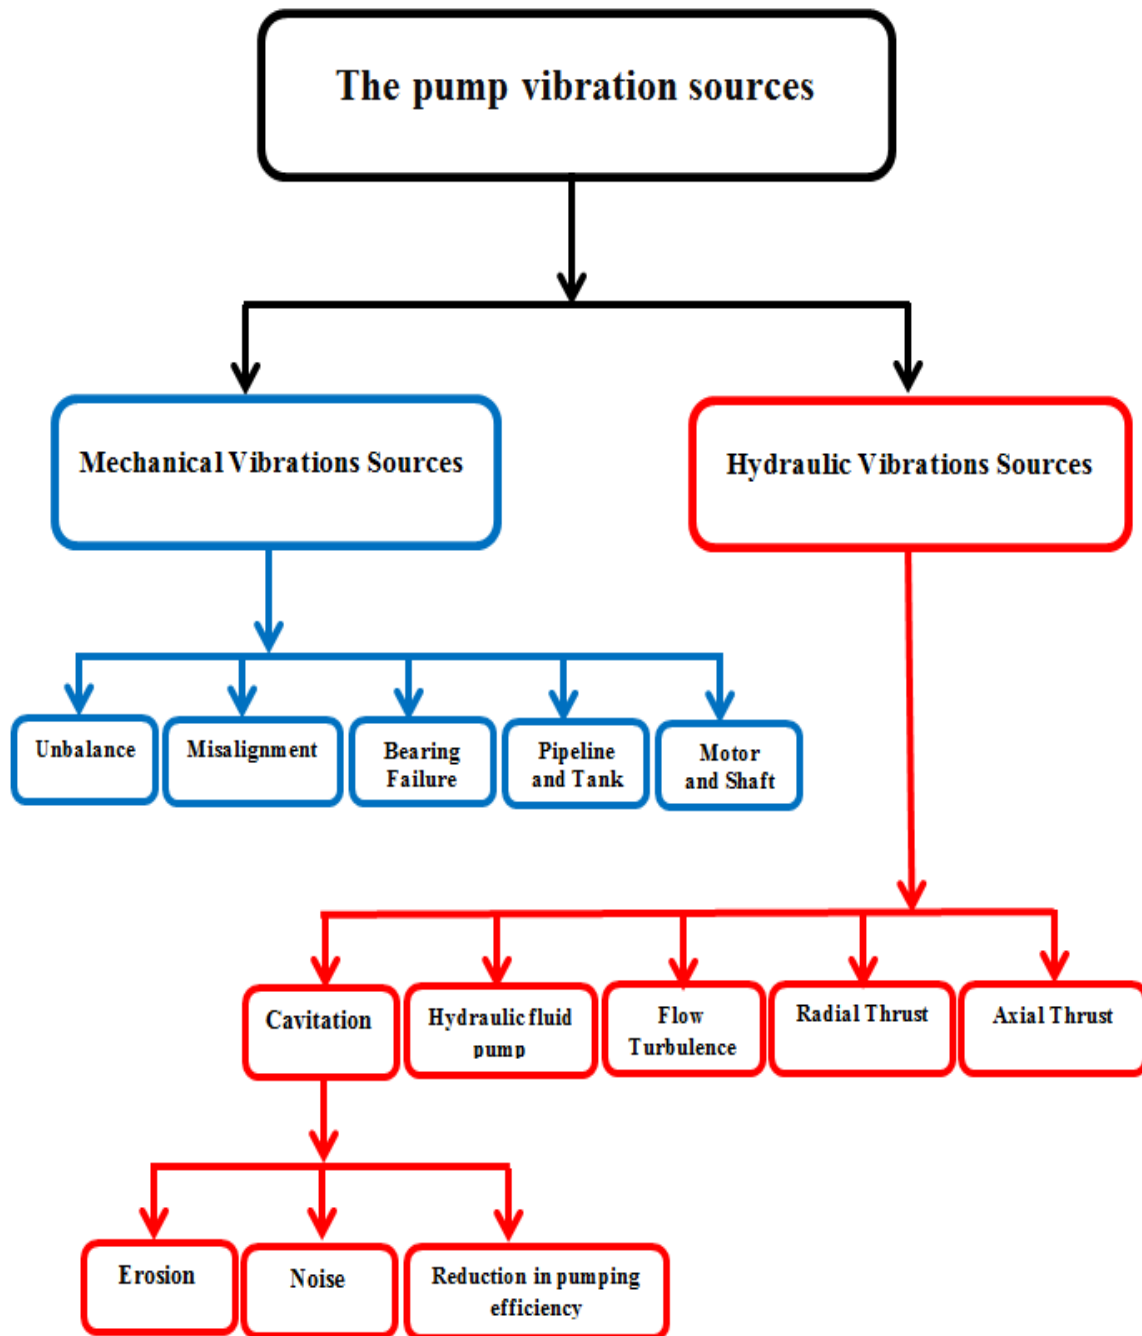 The pump vibration sources
Mechanical Vibrations Sources
Hydraulic Vibrations Sources
Unbalance
Misalignment
Bearing
Failure
Pipeline
and Tank
Motor
and Shaft
Cavitation
Hydraulic fluid
pump
Flow
Turbulence
Radial Thrust
Axial Thrust
Erosion
Noise
Reduction in pumping
efficiency